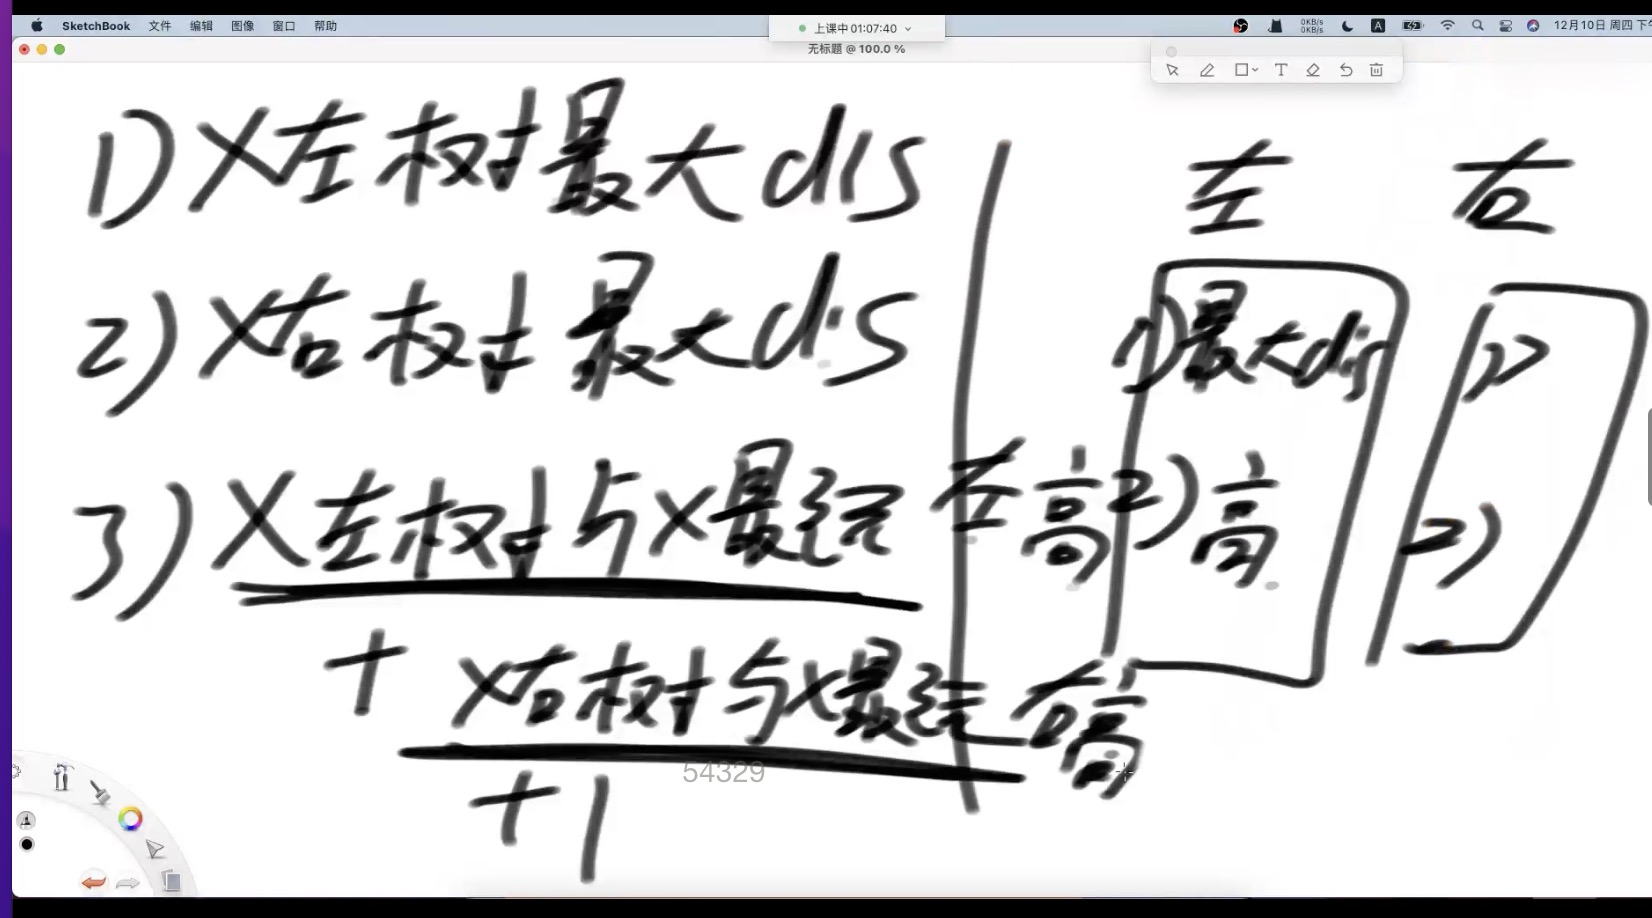 SketchBook 文件 编辑 图像 窗口 帮助
上课中 01:07:40
0KB/s
0KB/s
A
12月10日 周四 下
无标题 @ 100.0 %
T
1) X左树最大dis
2) X右树最大dis
3) X左树与X最远 左高
+ X右树与X最远 右高
+1
左 右
1) 最大dis 1)
2) 高 2)
54329